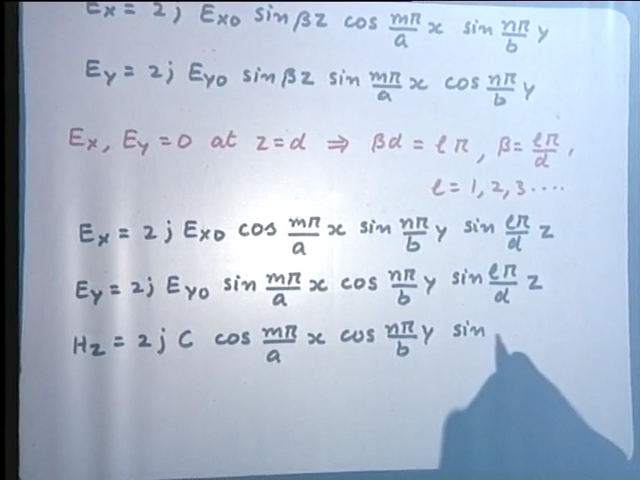 Ex = 2j Ex0 sin βz cos mπ/a x sin nπ/b y
Ey = 2j Ey0 sin βz sin mπ/a x cos nπ/b y
Ex, Ey = 0 at z = d ⇒ βd = ℓπ, β = ℓπ/d,
ℓ = 1, 2, 3 ....
Ex = 2j Ex0 cos mπ/a x sin nπ/b y sin ℓπ/d z
Ey = 2j Ey0 sin mπ/a x cos nπ/b y sin ℓπ/d z
Hz = 2j C cos mπ/a x cos nπ/b y sin